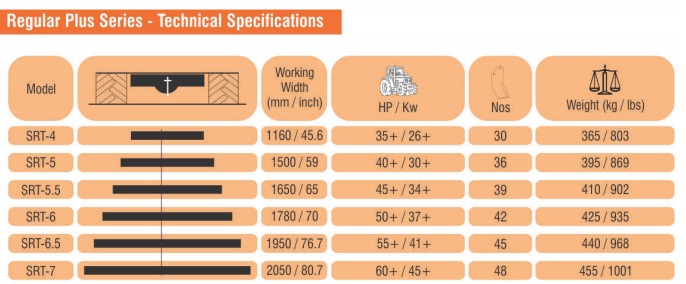 Regular Plus Series - Technical Specifications
Model
Working
Width
(mm / inch)
HP / Kw
Nos
Weight (kg / lbs)
SRT-4 1160 / 45.6 35+ / 26+ 30 365 / 803
SRT-5 1500 / 59 40+ / 30+ 36 395 / 869
SRT-5.5 1650 / 65 45+ / 34+ 39 410 / 902
SRT-6 1780 / 70 50+ / 37+ 42 425 / 935
SRT-6.5 1950 / 76.7 55+ / 41+ 45 440 / 968
SRT-7 2050 / 80.7 60+ / 45+ 48 455 / 1001